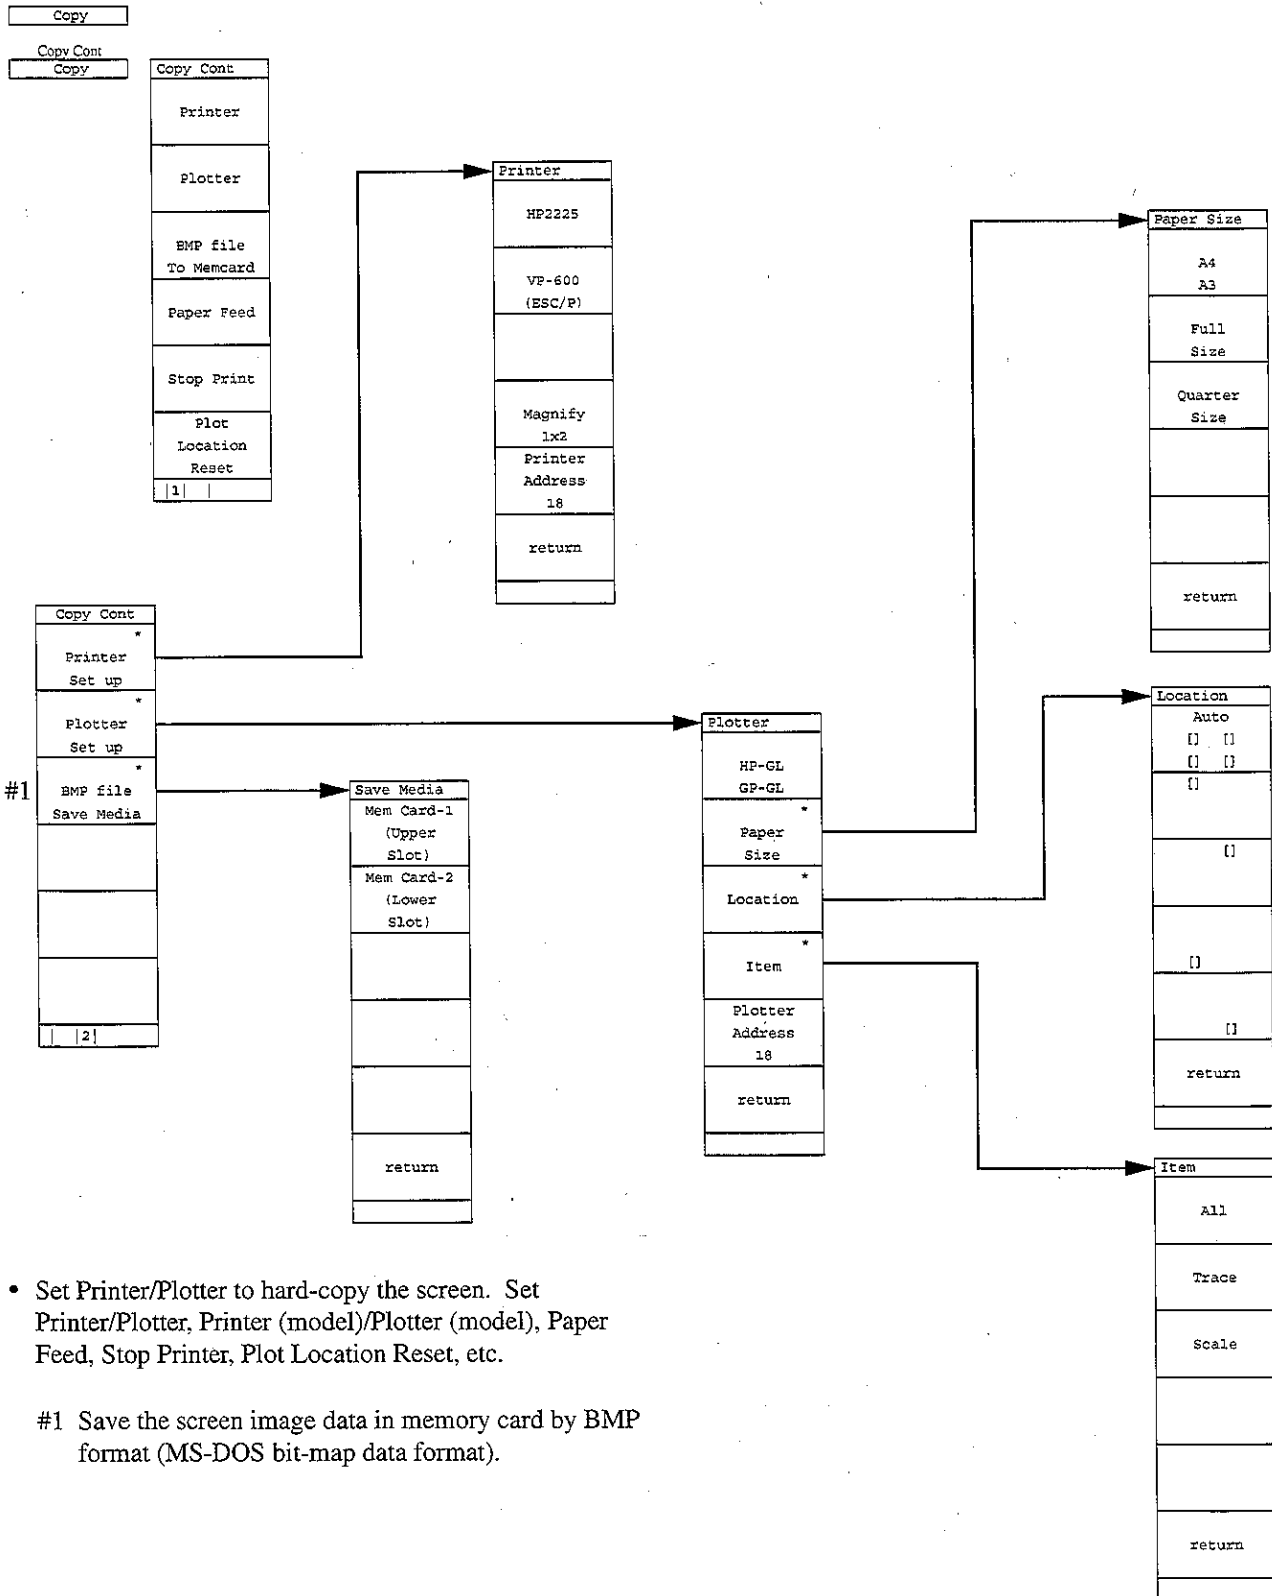 Copy
Copy Cont
Copy
Copy Cont
Printer
Plotter
BMP file
To Memcard
Paper Feed
Stop Print
Plot
Location
Reset
|1| |
Printer
HP2225
VP-600
(ESC/P)
Magnify
1x2
Printer
Address
18
return
Paper Size
A4
A3
Full
Size
Quarter
Size
return
Copy Cont
*
Printer
Set up
*
Plotter
Set up
*
#1 BMP file
Save Media
| |2|
Save Media
Mem Card-1
(Upper
Slot)
Mem Card-2
(Lower
Slot)
return
Plotter
HP-GL
GP-GL
*
Paper
Size
*
Location
*
Item
Plotter
Address
18
return
Location
Auto
[] []
[] []
[]
[]
[]
[]
return
Item
All
Trace
Scale
return
• Set Printer/Plotter to hard-copy the screen. Set
Printer/Plotter, Printer (model)/Plotter (model), Paper
Feed, Stop Printer, Plot Location Reset, etc.
#1 Save the screen image data in memory card by BMP
format (MS-DOS bit-map data format).